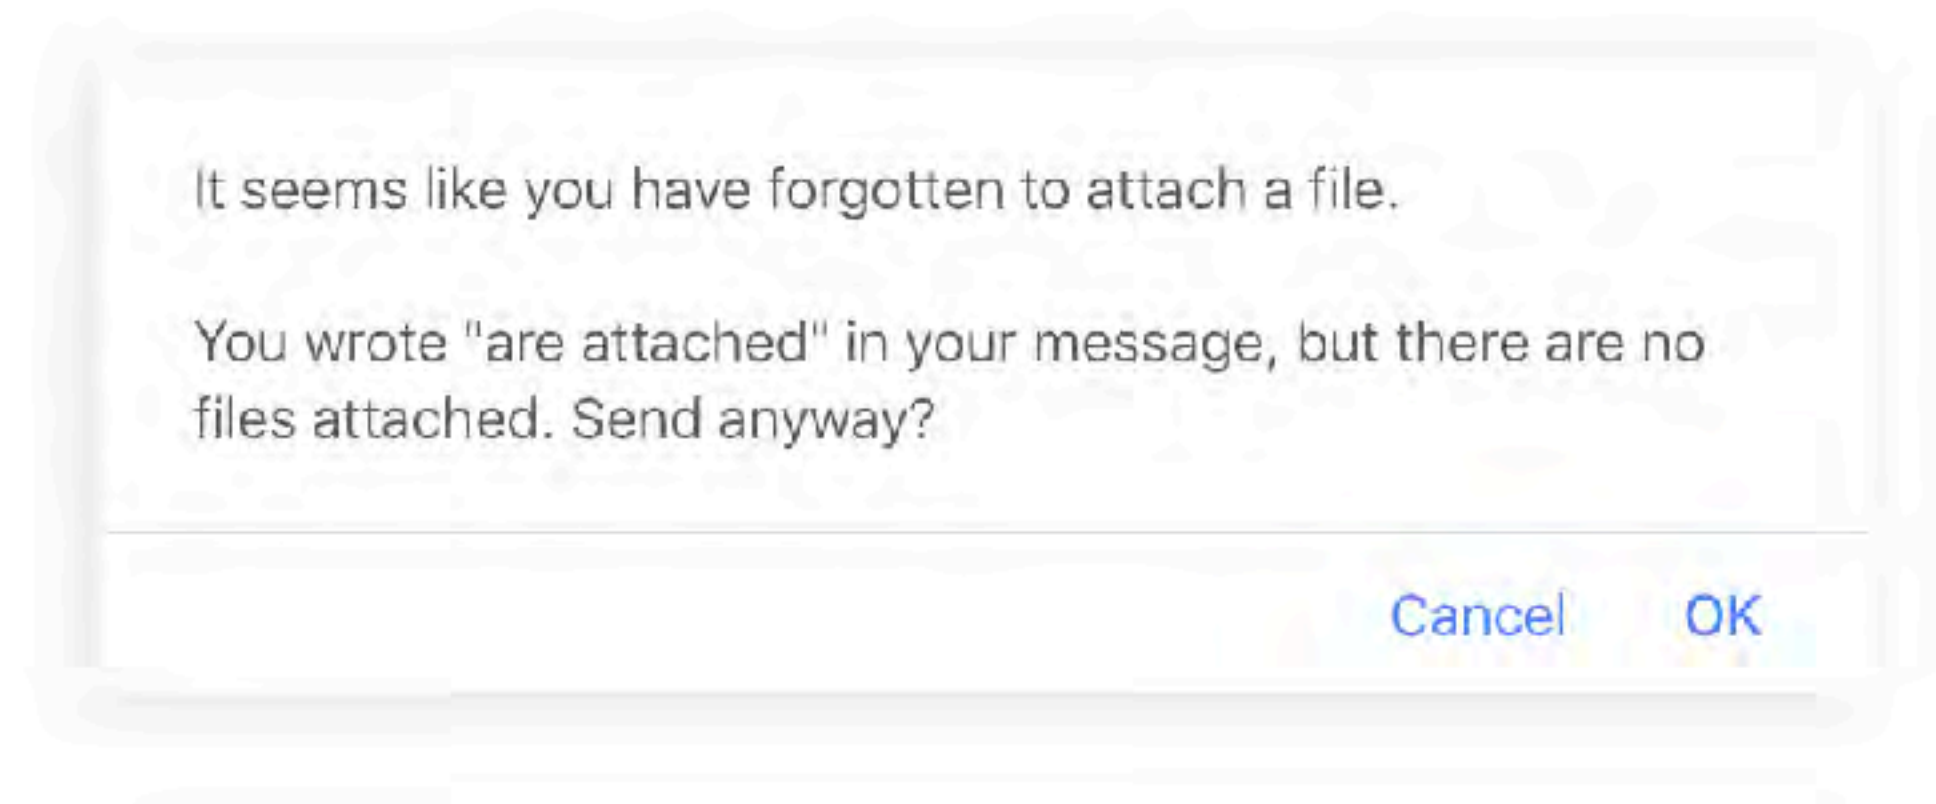 It seems like you have forgotten to attach a file.
You wrote "are attached" in your message, but there are no
files attached. Send anyway?
Cancel OK